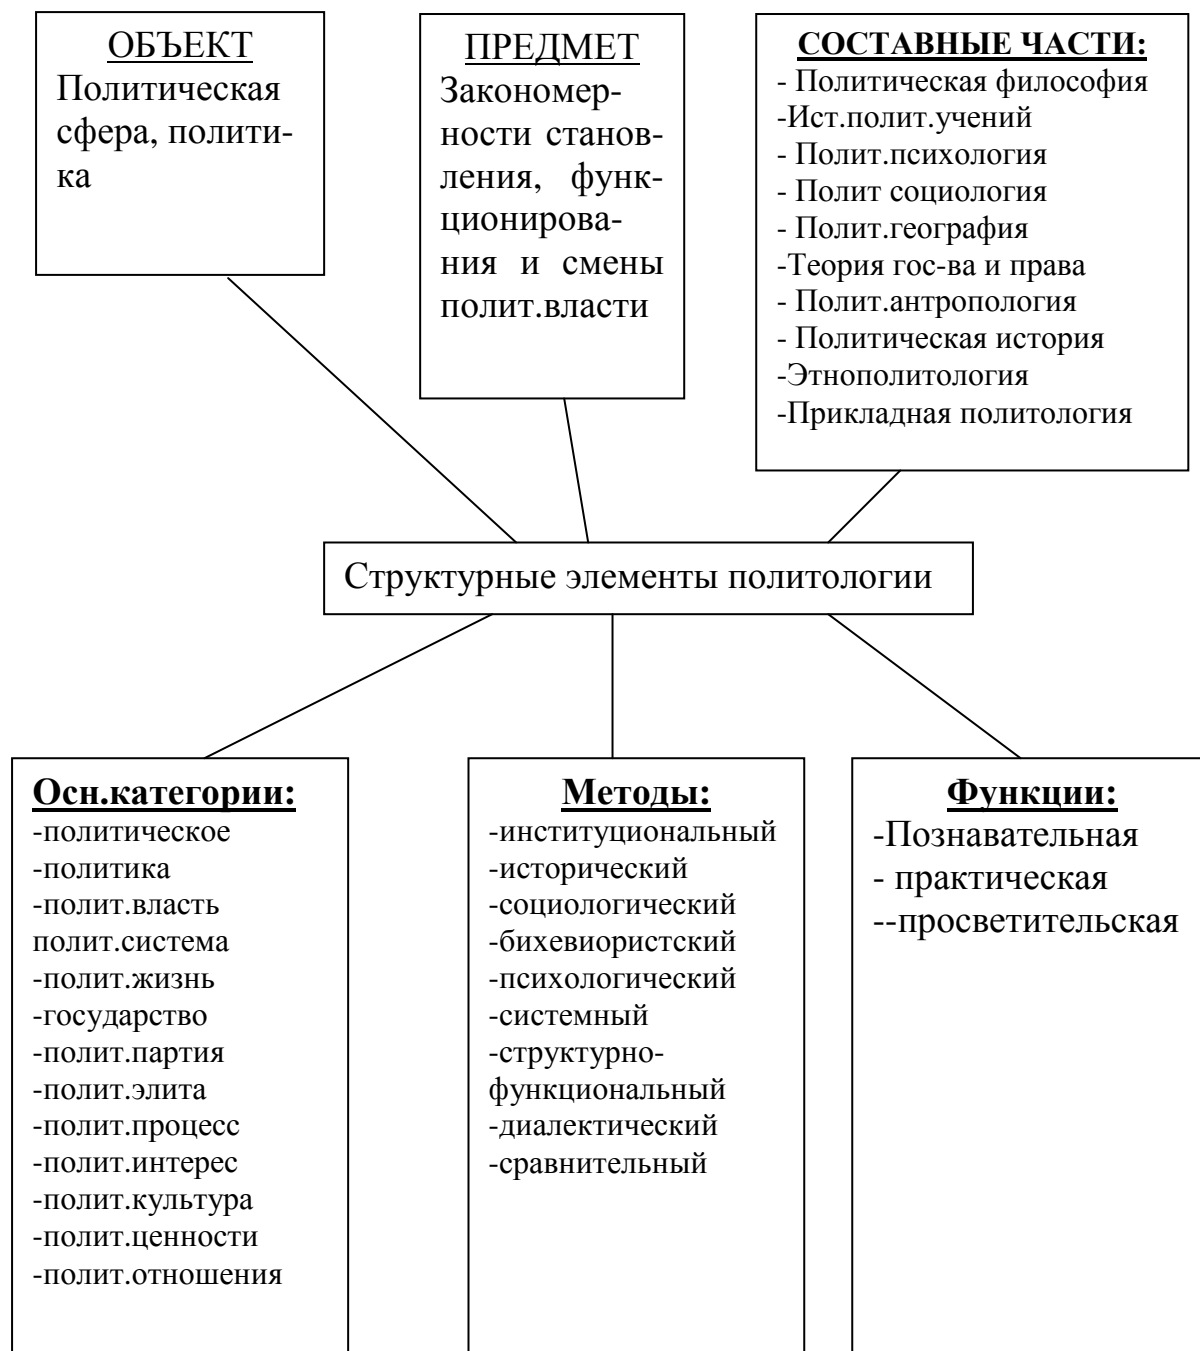 ОБЪЕКТ
Политическая
сфера, полити-
ка
ПРЕДМЕТ
Закономер-
ности станов-
ления, функ-
ционирова-
ния и смены
полит.власти
СОСТАВНЫЕ ЧАСТИ:
- Политическая философия
-Ист.полит.учений
- Полит.психология
- Полит социология
- Полит.география
-Теория гос-ва и права
- Полит.антропология
- Политическая история
-Этнополитология
-Прикладная политология
Структурные элементы политологии
Осн.категории:
-политическое
-политика
-полит.власть
полит.система
-полит.жизнь
-государство
-полит.партия
-полит.элита
-полит.процесс
-полит.интерес
-полит.культура
-полит.ценности
-полит.отношения
Методы:
-институциональный
-исторический
-социологический
-бихевиористский
-психологический
-системный
-структурно-
функциональный
-диалектический
-сравнительный
Функции:
-Познавательная
- практическая
--просветительская